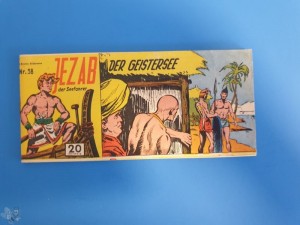 Nr. 38
JEZAB
der Seefahrer
DER GEISTERSEE
20